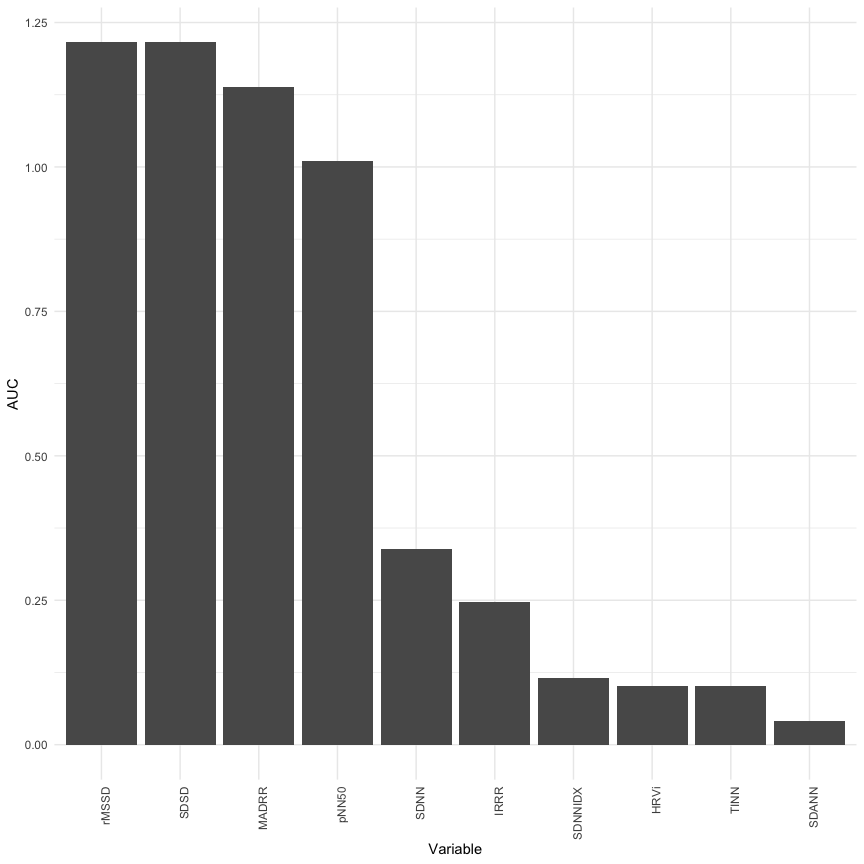 1.25
1.00
0.75
0.50
0.25
0.00
AUC
rMSSD
SDSD
MADRR
pNN50
SDNN
IRRR
SDNNIDX
HRVi
TINN
SDANN
Variable